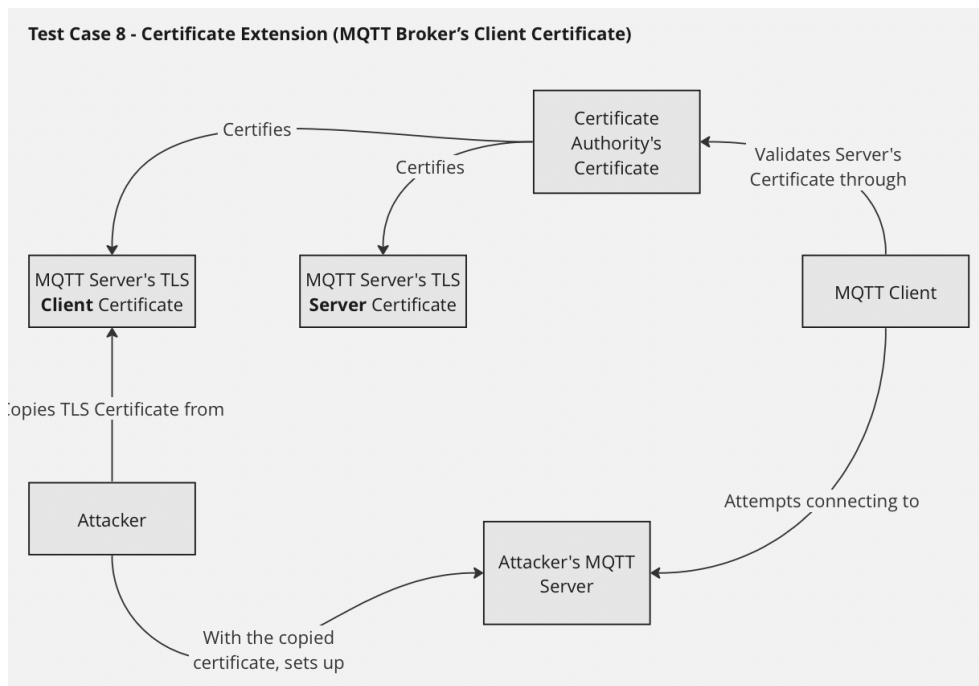 Test Case 8 - Certificate Extension (MQTT Broker’s Client Certificate)
Certificate
Authority's
Certificate
Certifies
Certifies
Validates Server's
Certificate through
MQTT Server's TLS
Client Certificate
MQTT Server's TLS
Server Certificate
MQTT Client
opies TLS Certificate from
Attacker
Attempts connecting to
Attacker's MQTT
Server
With the copied
certificate, sets up